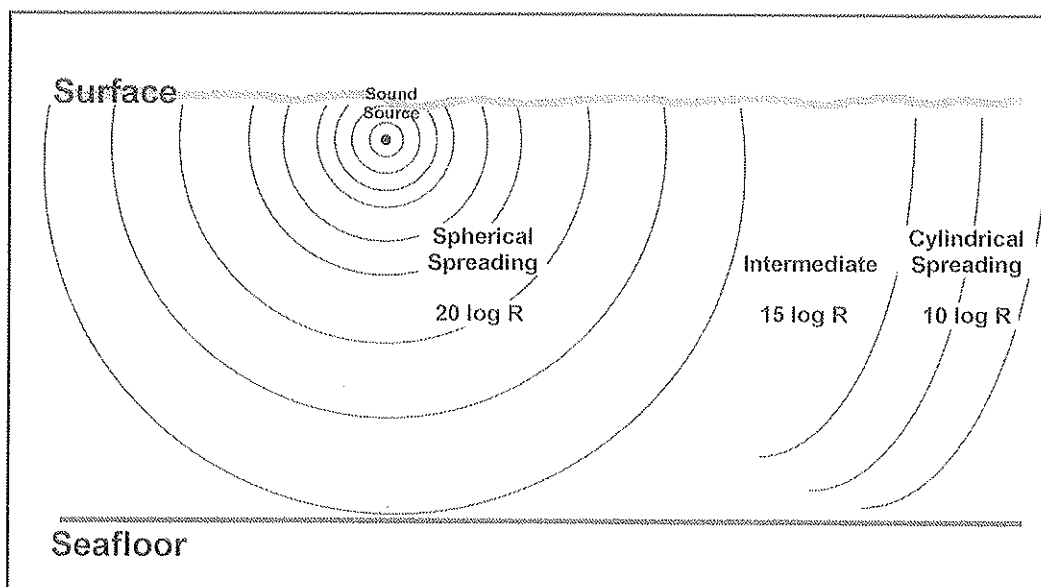 Surface
Sound
Source
Spherical
Spreading
20 log R
Intermediate
15 log R
Cylindrical
Spreading
10 log R
Seafloor